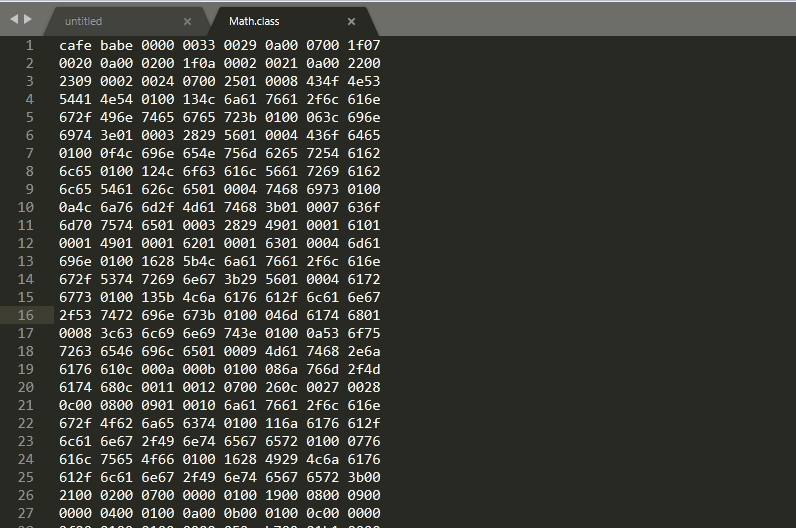 untitled
Math.class
1 cafe babe 0000 0033 0029 0a00 0700 1f07
2 0020 0a00 0200 1f0a 0002 0021 0a00 2200
3 2309 0002 0024 0700 2501 0008 434f 4e53
4 5441 4e54 0100 134c 6a61 7661 2f6c 616e
5 672f 496e 7465 6765 723b 0100 063c 696e
6 6974 3e01 0003 2829 5601 0004 436f 6465
7 0100 0f4c 696e 654e 756d 6265 7254 6162
8 6c65 0100 124c 6f63 616c 5661 7269 6162
9 6c65 5461 626c 6501 0004 7468 6973 0100
10 0a4c 6a76 6d2f 4d61 7468 3b01 0007 636f
11 6d70 7574 6501 0003 2829 4901 0001 6101
12 0001 4901 0001 6201 0001 6301 0004 6d61
13 696e 0100 1628 5b4c 6a61 7661 2f6c 616e
14 672f 5374 7269 6e67 3b29 5601 0004 6172
15 6773 0100 135b 4c6a 6176 612f 6c61 6e67
16 2f53 7472 696e 673b 0100 046d 6174 6801
17 0008 3c63 6c69 6e69 743e 0100 0a53 6f75
18 7263 6546 696c 6501 0009 4d61 7468 2e6a
19 6176 610c 000a 000b 0100 086a 766d 2f4d
20 6174 680c 0011 0012 0700 260c 0027 0028
21 0c00 0800 0901 0010 6a61 7661 2f6c 616e
22 672f 4f62 6a65 6374 0100 116a 6176 612f
23 6c61 6e67 2f49 6e74 6567 6572 0100 0776
24 616c 7565 4f66 0100 1628 4929 4c6a 6176
25 612f 6c61 6e67 2f49 6e74 6567 6572 3b00
26 2100 0200 0700 0000 0100 1900 0800 0900
27 0000 0400 0100 0a00 0b00 0100 0c00 0000